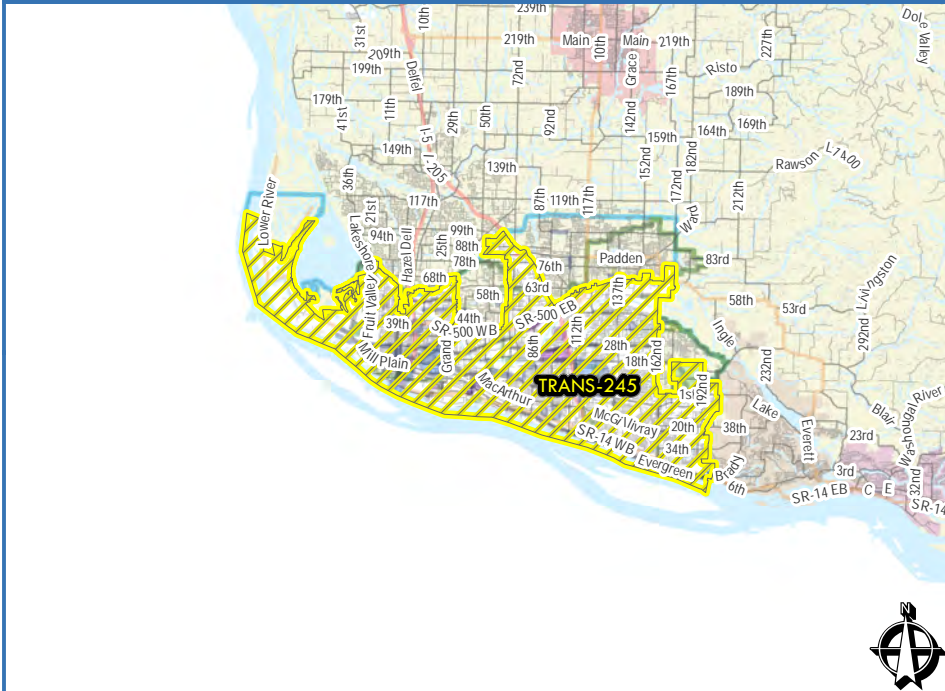 239th
10th
31st
209th
199th
Delfel
219th
72nd
Main
10th
Main
219th
Grace
167th
227th
Dole Valley
Risto
189th
179th
41st
11th
29th
50th
92nd
142nd
159th
164th
169th
149th
I-5
I-205
139th
152nd
182nd
172nd
Rawson
L-1400
36th
117th
87th
119th
117th
212th
Ward
Lower River
21st
Lakeshore
94th
Hazel Dell
25th
99th
88th
78th
76th
Padden
83rd
68th
63rd
58th
137th
Livingston
58th
53rd
Fruit Valley
39th
44th
SR-500 WB
SR-500 EB
112th
86th
28th
18th
162nd
Ingle
232nd
292nd
Mill Plain
Grand
MacArthur
TRANS-245
1st
192nd
Lake
Blair
Washougal River
McGillivray
20th
38th
Everett
23rd
SR-14 WB
34th
Evergreen
Brady
6th
3rd
SR-14 EB
C
E
32nd
SR-14
N